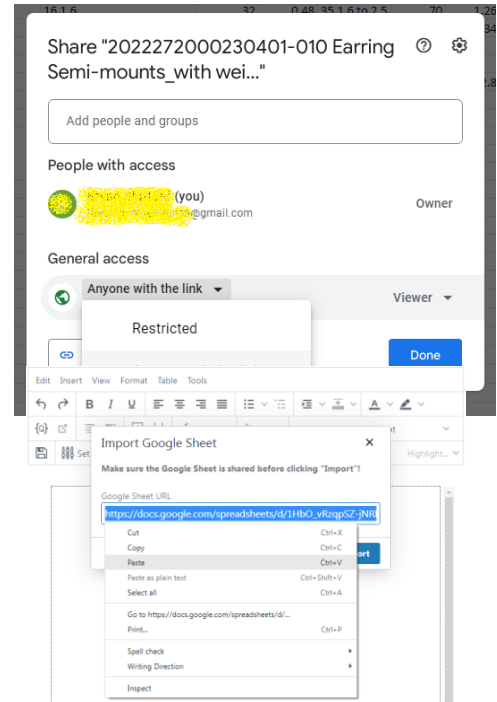 16 1.6 32 0.48 35 1.6 to 2.5 70 1.26
Share "2022272000230401-010 Earring
Semi-mounts_with wei..."
Add people and groups
People with access
(you)
@gmail.com
Owner
General access
Anyone with the link
Viewer
Restricted
Done
Edit Insert View Format Table Tools
B I U A
{o}
Set
Highlight...
Import Google Sheet
Make sure the Google Sheet is shared before clicking "Import"!
Google Sheet URL
https://docs.google.com/spreadsheets/d/1HbO_vRzqpSZ-jNRl
Cut Ctrl+X
Copy Ctrl+C
Paste Ctrl+V
Paste as plain text Ctrl+Shift+V
Select all Ctrl+A
Go to https://docs.google.com/spreadsheets/d/...
Print... Ctrl+P
Spell check
Writing Direction
Inspect